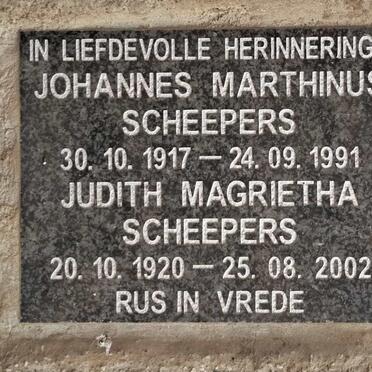 IN LIEFDEVOLLE HERINNERING
JOHANNES MARTHINUS
SCHEEPERS
30. 10. 1917 — 24. 09. 1991
JUDITH MAGRIETHA
SCHEEPERS
20. 10. 1920 — 25. 08. 2002
RUS IN VREDE